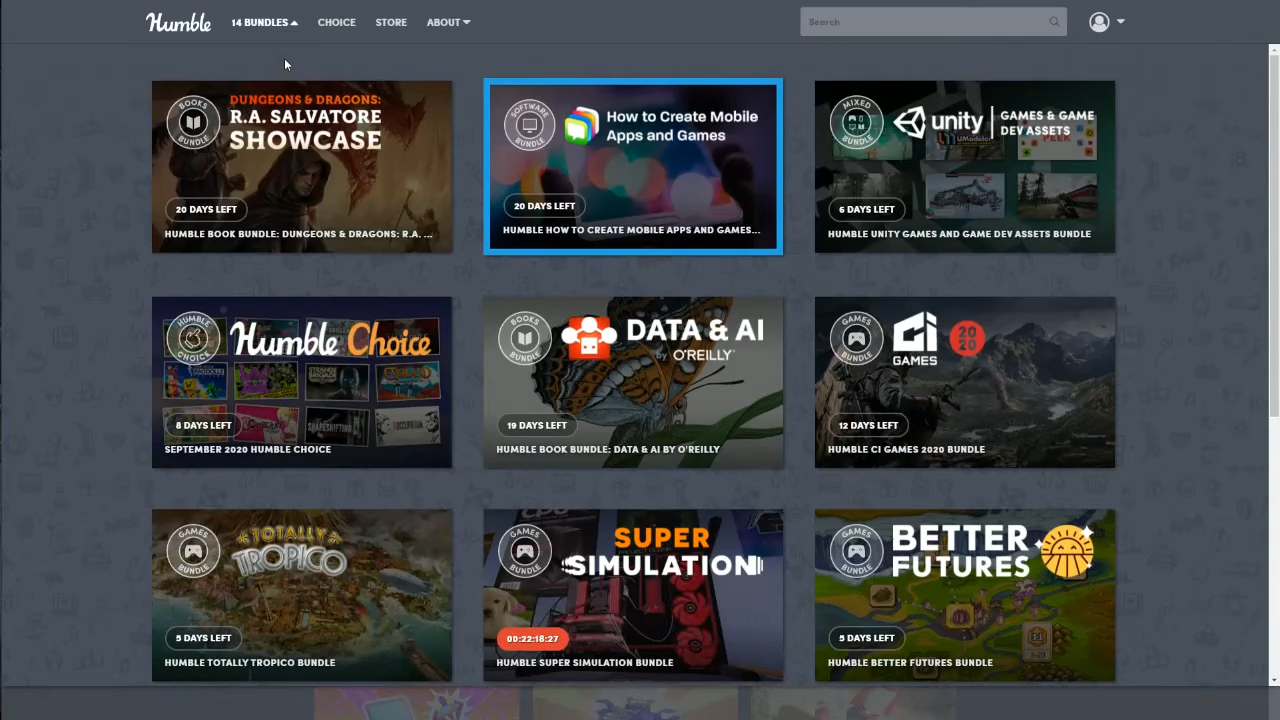 Humble
14 BUNDLES
CHOICE
STORE
ABOUT
Search
BOOKS BUNDLE
DUNGEONS & DRAGONS:
R.A. SALVATORE
SHOWCASE
20 DAYS LEFT
HUMBLE BOOK BUNDLE: DUNGEONS & DRAGONS: R.A. ...
SOFTWARE BUNDLE
How to Create Mobile
Apps and Games
20 DAYS LEFT
HUMBLE HOW TO CREATE MOBILE APPS AND GAMES...
MIXED BUNDLE
unity
GAMES & GAME
DEV ASSETS
UModeler
PEEK
6 DAYS LEFT
HUMBLE UNITY GAMES AND GAME DEV ASSETS BUNDLE
HUMBLE CHOICE
Humble Choice
STRANGE BRIGADE
8 DAYS LEFT
SHAPESHIFTING
SEPTEMBER 2020 HUMBLE CHOICE
BOOKS BUNDLE
DATA & AI
by O'REILLY
19 DAYS LEFT
HUMBLE BOOK BUNDLE: DATA & AI BY O'REILLY
GAMES BUNDLE
CI
GAMES
2020
12 DAYS LEFT
HUMBLE CI GAMES 2020 BUNDLE
GAMES BUNDLE
TOTALLY
TROPICO
5 DAYS LEFT
HUMBLE TOTALLY TROPICO BUNDLE
GAMES BUNDLE
SUPER
SIMULATION
00:22:18:27
HUMBLE SUPER SIMULATION BUNDLE
GAMES BUNDLE
BETTER
FUTURES
5 DAYS LEFT
HUMBLE BETTER FUTURES BUNDLE